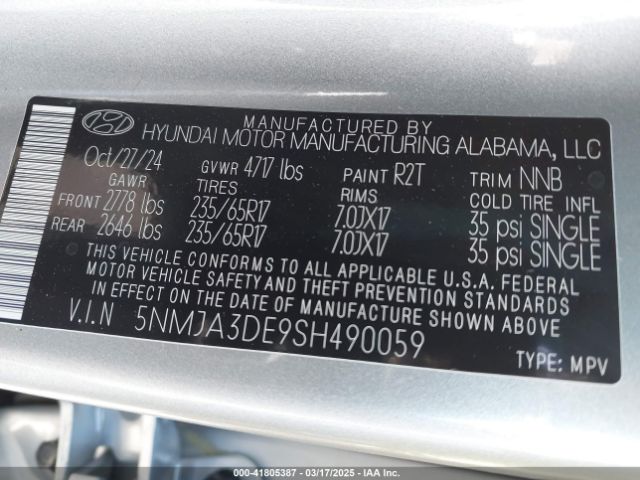 MANUFACTURED BY
HYUNDAI MOTOR MANUFACTURING ALABAMA, LLC
Oct/27/24 GVWR 4717 lbs PAINT R2T TRIM NNB
GAWR TIRES RIMS COLD TIRE INFL
FRONT 2778 lbs 235/65R17 7.0JX17 35 psi SINGLE
REAR 2646 lbs 235/65R17 7.0JX17 35 psi SINGLE
THIS VEHICLE CONFORMS TO ALL APPLICABLE U.S.A. FEDERAL
MOTOR VEHICLE SAFETY AND THEFT PREVENTION STANDARDS
IN EFFECT ON THE DATE OF MANUFACTURE SHOWN ABOVE.
V.I.N 5NMJA3DE9SH490059
TYPE: MPV
©COPY: 41805387 - 03/17/2025 - IAA Inc.